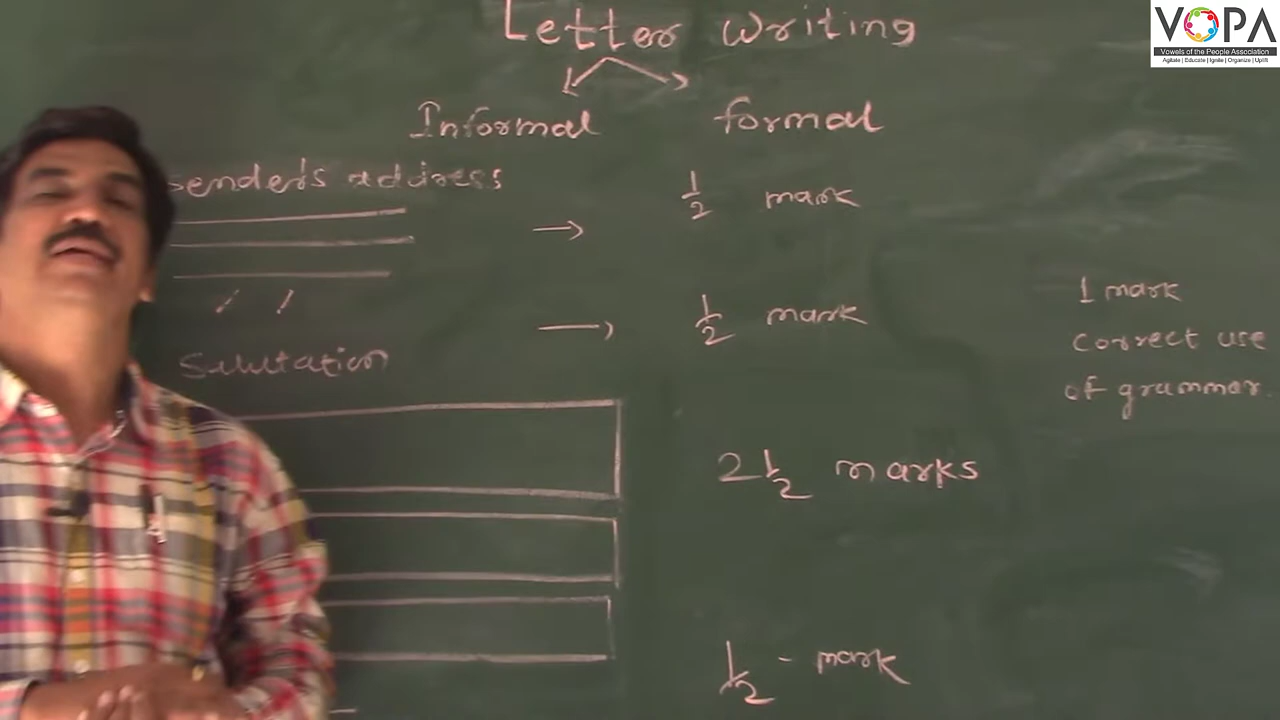 Letter writing
Informal formal
sender's address
1/2 mark
/ /
1/2 mark
Salutation
2 1/2 marks
1/2 - mark
1 mark
correct use
of grammar.
VOPA
Vowels of the People Association
Agitate | Educate | Ignite | Organize | Uplift